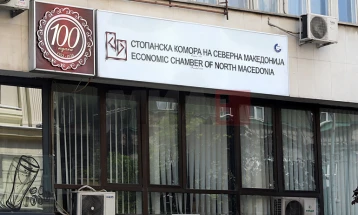 100
СТОПАНСКА КОМОРА НА СЕВЕРНА МАКЕДОНИЈА
ECONOMIC CHAMBER OF NORTH MACEDONIA